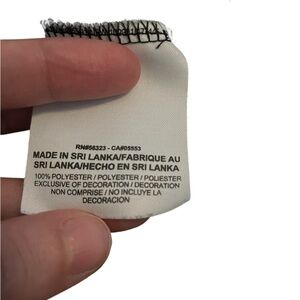 RN#56323 - CA#05553
MADE IN SRI LANKA/FABRIQUE AU
SRI LANKA/HECHO EN SRI LANKA
100% POLYESTER / POLYESTER / POLIESTER
EXCLUSIVE OF DECORATION / DECORATION
NON COMPRISE / NO INCLUYE LA
DECORACION